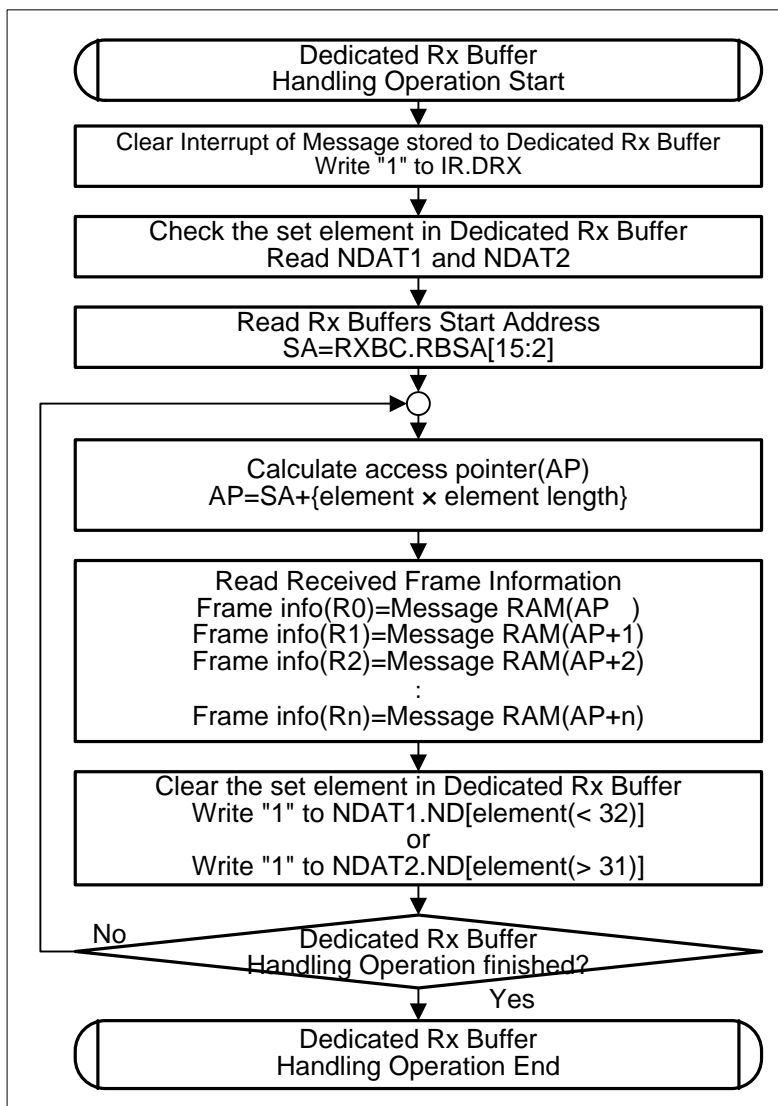 Dedicated Rx Buffer
Handling Operation Start
Clear Interrupt of Message stored to Dedicated Rx Buffer
Write "1" to IR.DRX
Check the set element in Dedicated Rx Buffer
Read NDAT1 and NDAT2
Read Rx Buffers Start Address
SA=RXBC.RBSA[15:2]
Calculate access pointer(AP)
AP=SA+{element × element length}
Read Received Frame Information
Frame info(R0)=Message RAM(AP   )
Frame info(R1)=Message RAM(AP+1)
Frame info(R2)=Message RAM(AP+2)
:
Frame info(Rn)=Message RAM(AP+n)
Clear the set element in Dedicated Rx Buffer
Write "1" to NDAT1.ND[element(< 32)]
or
Write "1" to NDAT2.ND[element(> 31)]
No
Dedicated Rx Buffer
Handling Operation finished?
Yes
Dedicated Rx Buffer
Handling Operation End